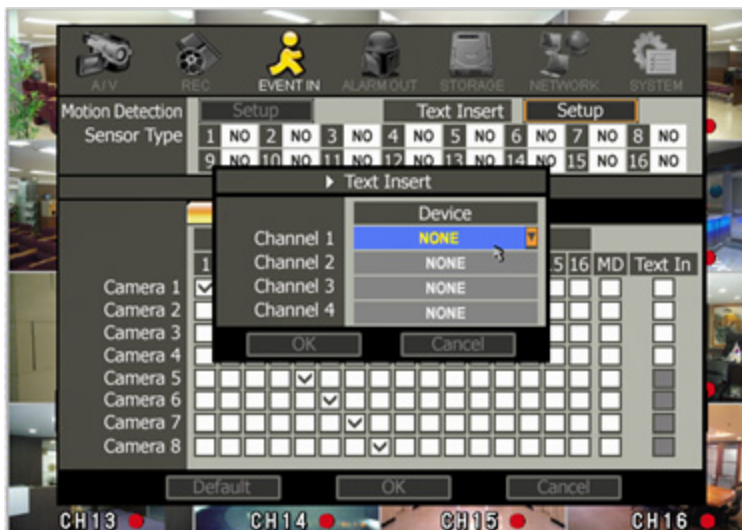 A/V REC EVENT IN ALARM OUT STORAGE NETWORK SYSTEM
Motion Detection Setup Text Insert Setup
Sensor Type 1 NO 2 NO 3 NO 4 NO 5 NO 6 NO 7 NO 8 NO
9 NO 10 NO 11 NO 12 NO 13 NO 14 NO 15 NO 16 NO
Text Insert
Device
Channel 1 NONE
Channel 2 NONE
Channel 3 NONE
Channel 4 NONE
OK Cancel
1 16 MD Text In
Camera 1
Camera 2
Camera 3
Camera 4
Camera 5
Camera 6
Camera 7
Camera 8
Default OK Cancel
CH13 CH14 CH15 CH16